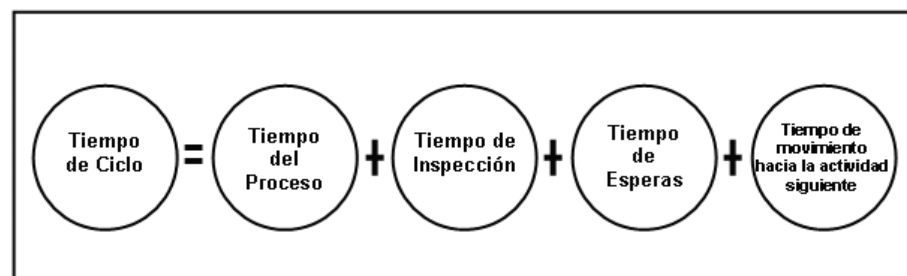 Tiempo
de Ciclo
=
Tiempo
del
Proceso
+
Tiempo de
Inspección
+
Tiempo
de
Esperas
+
Tiempo de
movimiento
hacia la actividad
siguiente